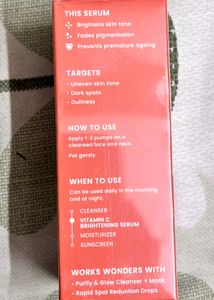 THIS SERUM
Brightens skin tone
Fades pigmentation
Prevents premature ageing
TARGETS
- Uneven skin tone
- Dark spots
- Dullness
HOW TO USE
Apply 1-2 pumps on a
cleansed face and neck.
Pat gently.
WHEN TO USE
Can be used daily in the morning
and at night.
CLEANSER
VITAMIN C
BRIGHTENING SERUM
MOISTURIZER
SUNSCREEN
WORKS WONDERS WITH
• Purify & Glow Cleanser + Mask
• Rapid Spot Reduction Drops